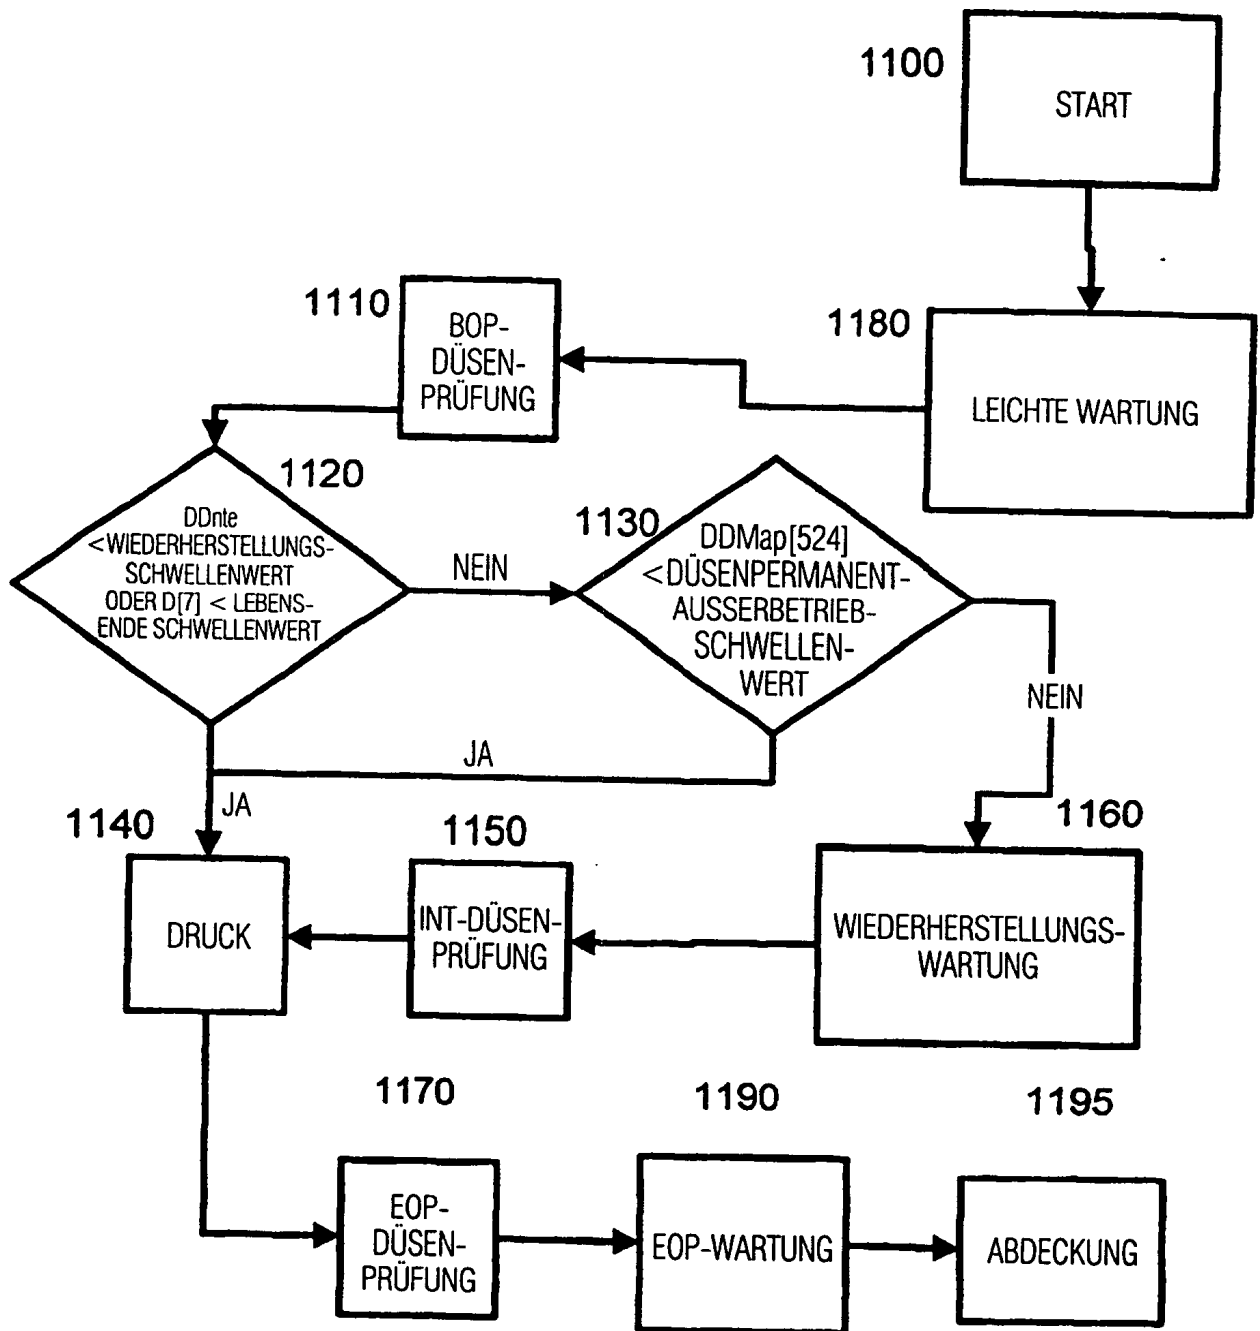 1100
START
1180
LEICHTE WARTUNG
1110
BOP-
DÜSEN-
PRÜFUNG
1120
DDnte
<WIEDERHERSTELLUNGS-
SCHWELLENWERT
ODER D[7] < LEBENS-
ENDE SCHWELLENWERT
NEIN
1130
DDMap[524]
<DÜSENPERMANENT-
AUSSERBETRIEB-
SCHWELLEN-
WERT
NEIN
JA
JA
1140
DRUCK
1150
INT-DÜSEN-
PRÜFUNG
1160
WIEDERHERSTELLUNGS-
WARTUNG
1170
EOP-
DÜSEN-
PRÜFUNG
1190
EOP-WARTUNG
1195
ABDECKUNG